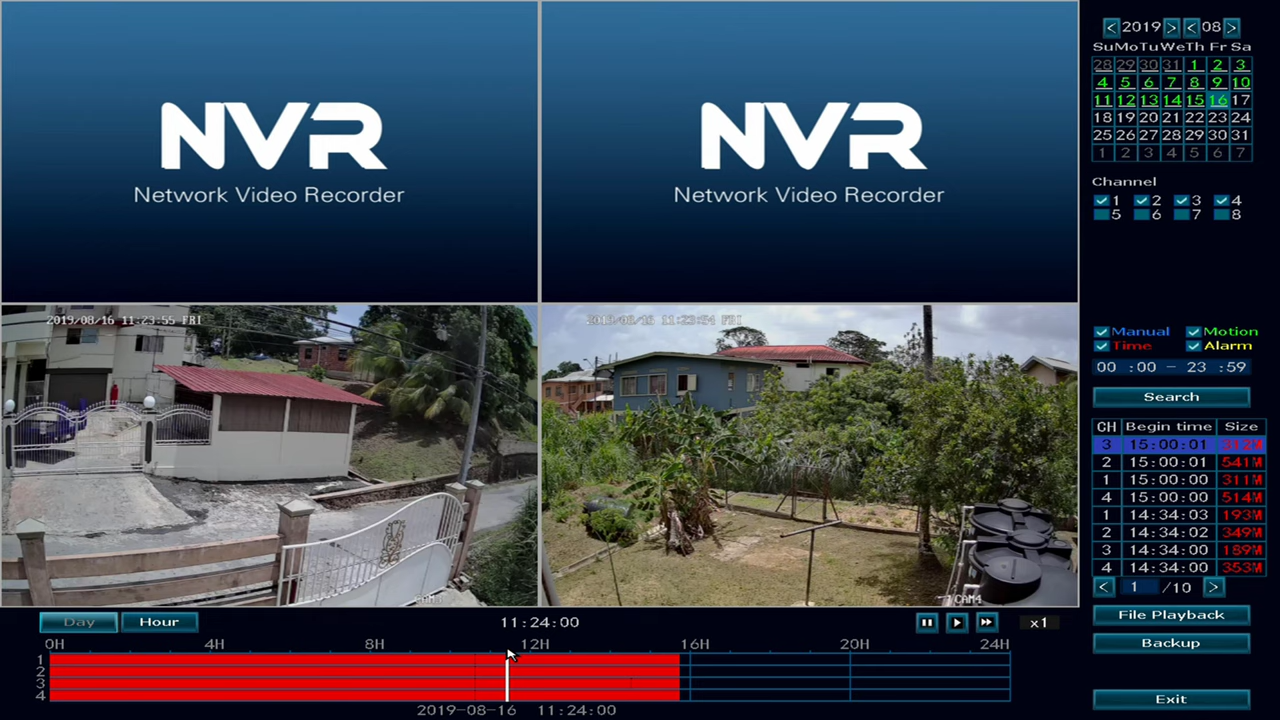 NVR
Network Video Recorder
NVR
Network Video Recorder
2019/08/16 11:23:55 FRI
CAM3
2019/08/16 11:23:54 FRI
CAM4
< 2019 > < 08 >
Su Mo Tu We Th Fr Sa
28 29 30 31 1 2 3
4 5 6 7 8 9 10
11 12 13 14 15 16 17
18 19 20 21 22 23 24
25 26 27 28 29 30 31
1 2 3 4 5 6 7
Channel
1 2 3 4
5 6 7 8
Manual Motion
Time Alarm
00 :00 - 23 :59
Search
CH Begin time Size
3 15:00:01 312M
2 15:00:01 541M
1 15:00:00 311M
4 15:00:00 514M
1 14:34:03 193M
2 14:34:02 349M
3 14:34:00 189M
4 14:34:00 353M
< 1 /10 >
File Playback
Backup
Exit
Day Hour 11:24:00 x1
0H 4H 8H 12H 16H 20H 24H
1
2
3
4
2019-08-16 11:24:00